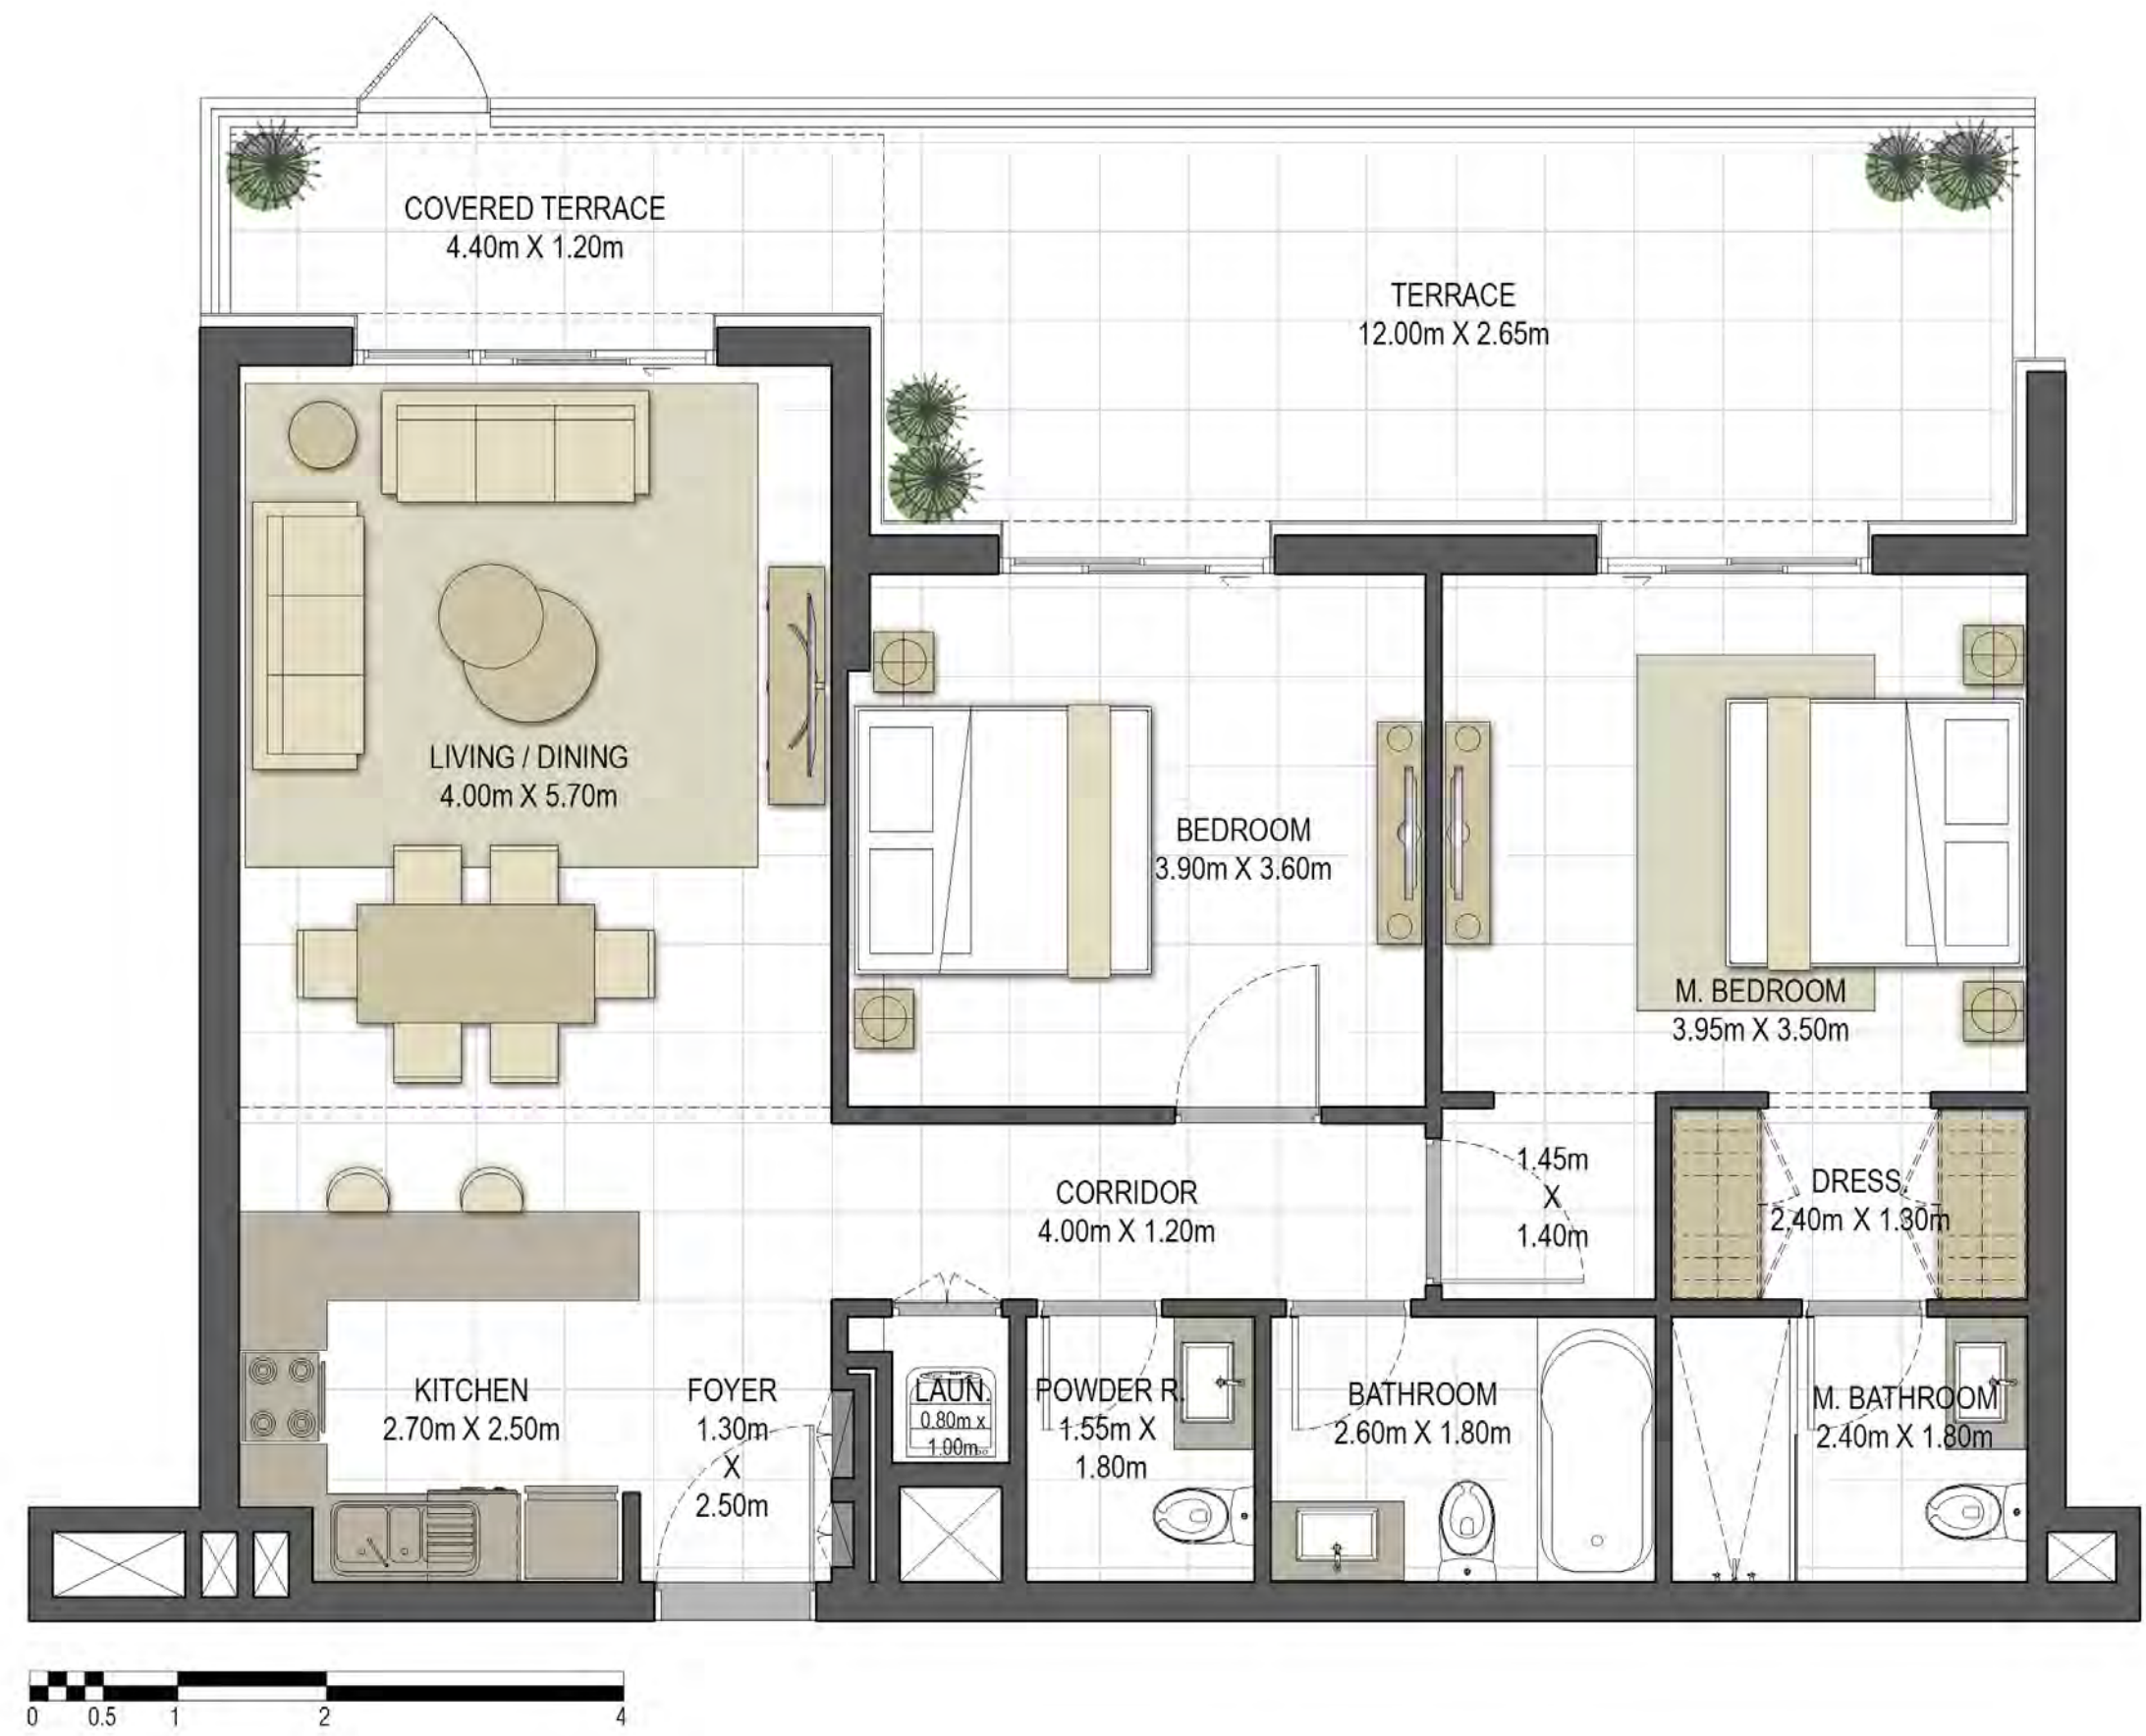 COVERED TERRACE
4.40m X 1.20m
TERRACE
12.00m X 2.65m
LIVING / DINING
4.00m X 5.70m
BEDROOM
3.90m X 3.60m
M. BEDROOM
3.95m X 3.50m
CORRIDOR
4.00m X 1.20m
1.45m
X
1.40m
DRESS.
2.40m X 1.30m
KITCHEN
2.70m X 2.50m
FOYER
1.30m
X
2.50m
LAUN.
0.80m x
1.00m
POWDER R.
1.55m X
1.80m
BATHROOM
2.60m X 1.80m
M. BATHROOM
2.40m X 1.80m
0 0.5 1 2 4